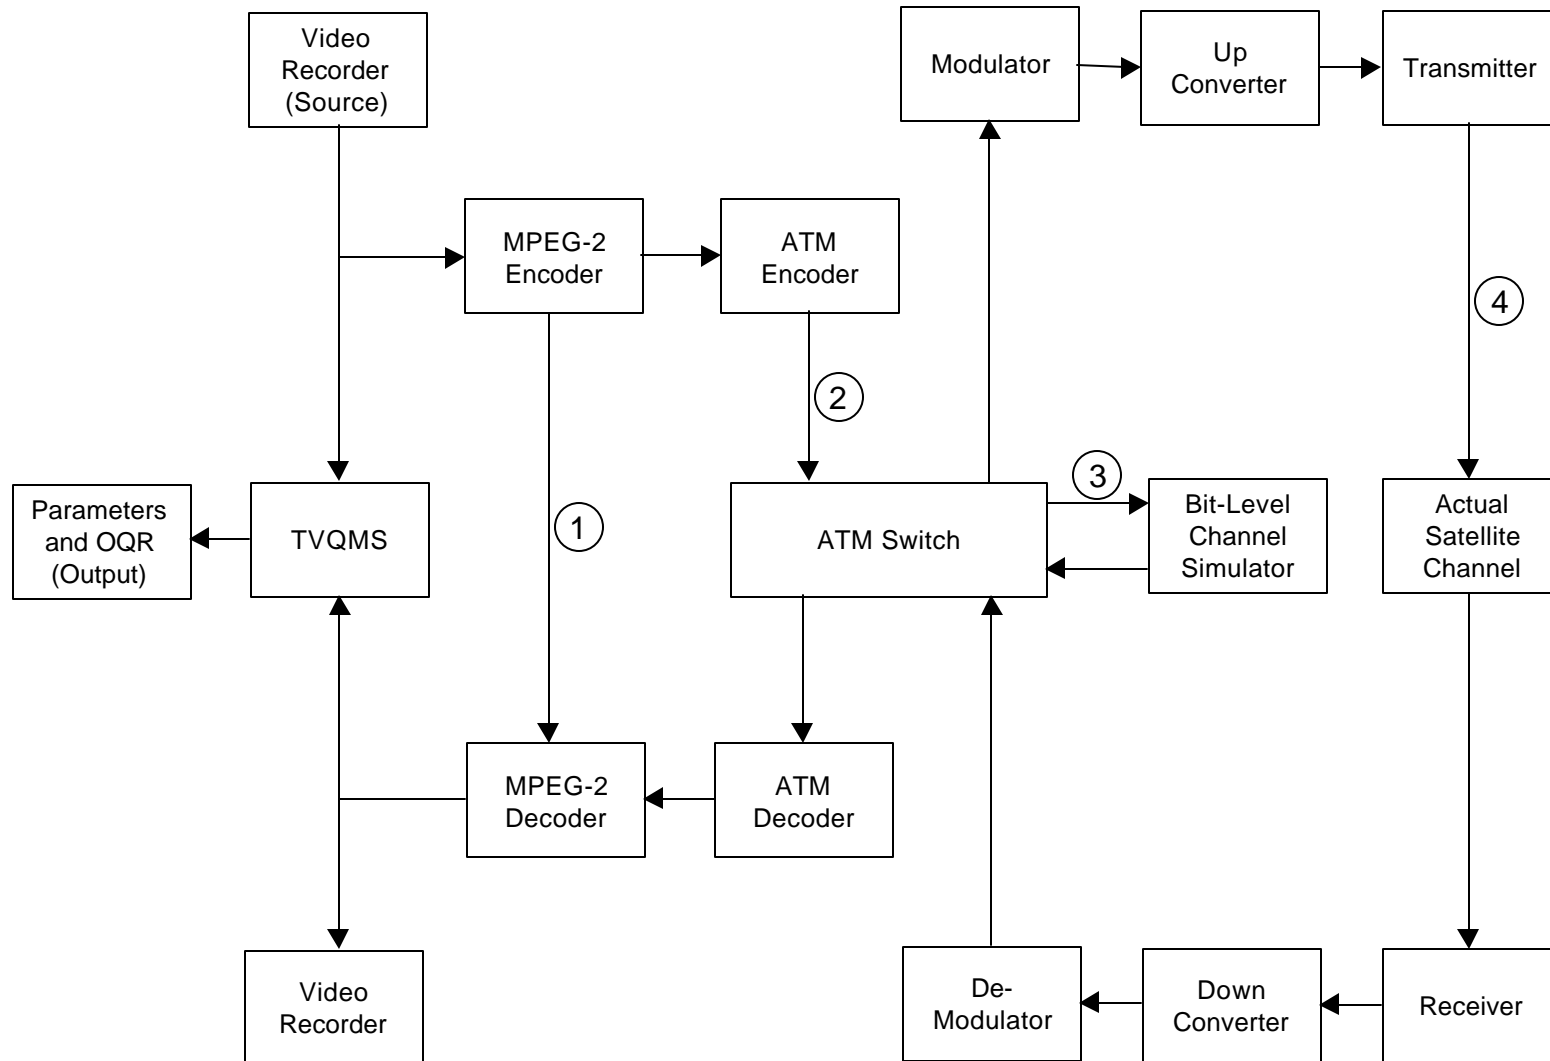 Video
Recorder
(Source)
Modulator
Up
Converter
Transmitter
MPEG-2
Encoder
ATM
Encoder
4
2
3
Parameters
and OQR
(Output)
TVQMS
1
ATM Switch
Bit-Level
Channel
Simulator
Actual
Satellite
Channel
MPEG-2
Decoder
ATM
Decoder
Video
Recorder
De-
Modulator
Down
Converter
Receiver